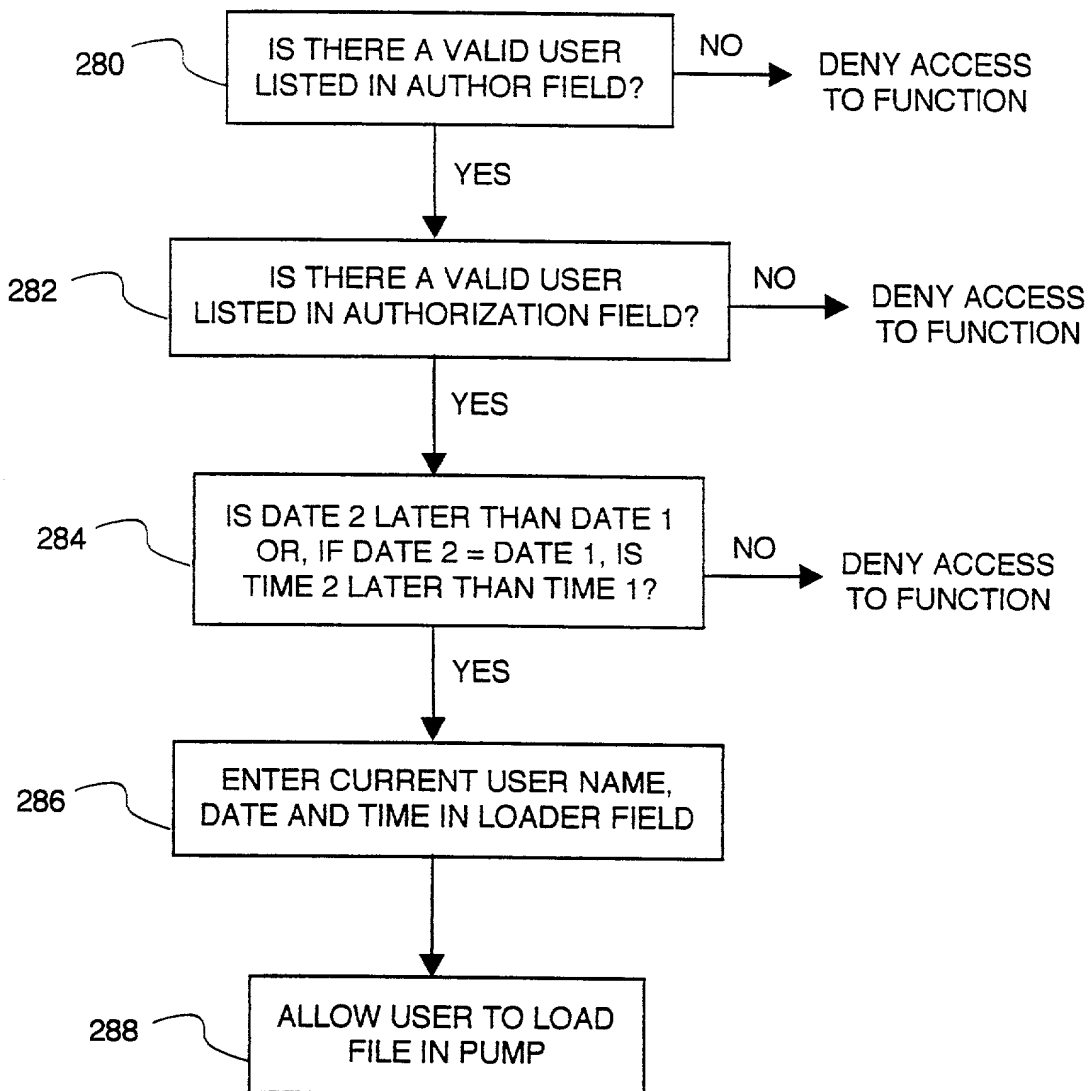 280
IS THERE A VALID USER
LISTED IN AUTHOR FIELD?
NO
DENY ACCESS
TO FUNCTION
YES
282
IS THERE A VALID USER
LISTED IN AUTHORIZATION FIELD?
NO
DENY ACCESS
TO FUNCTION
YES
284
IS DATE 2 LATER THAN DATE 1
OR, IF DATE 2 = DATE 1, IS
TIME 2 LATER THAN TIME 1?
NO
DENY ACCESS
TO FUNCTION
YES
286
ENTER CURRENT USER NAME,
DATE AND TIME IN LOADER FIELD
288
ALLOW USER TO LOAD
FILE IN PUMP